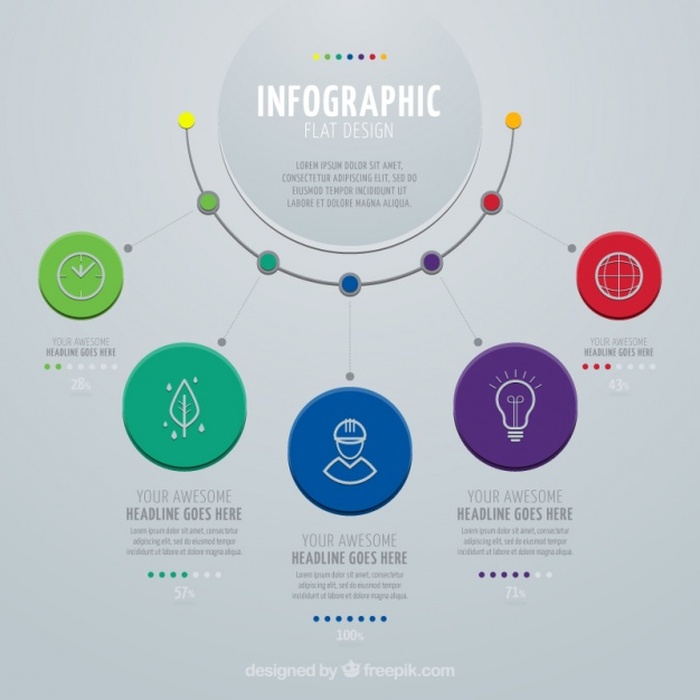 INFOGRAPHIC
FLAT DESIGN
LOREM IPSUM DOLOR SIT AMET,
CONSECTETUR ADIPISCING ELIT, SED DO
EIUSMOD TEMPOR INCIDIDUNT UT
LABORE ET DOLORE MAGNA ALIQUA.
YOUR AWESOME
HEADLINE GOES HERE
28%
YOUR AWESOME
HEADLINE GOES HERE
Lorem ipsum dolor sit amet, consectetur
adipiscing elit, sed do eiusmod tempor
incididunt ut labore et dolore magna aliqua.
57%
YOUR AWESOME
HEADLINE GOES HERE
Lorem ipsum dolor sit amet, consectetur
adipiscing elit, sed do eiusmod tempor
incididunt ut labore et dolore magna aliqua.
100%
YOUR AWESOME
HEADLINE GOES HERE
Lorem ipsum dolor sit amet, consectetur
adipiscing elit, sed do eiusmod tempor
incididunt ut labore et dolore magna aliqua.
71%
YOUR AWESOME
HEADLINE GOES HERE
43%
designed by freepik.com